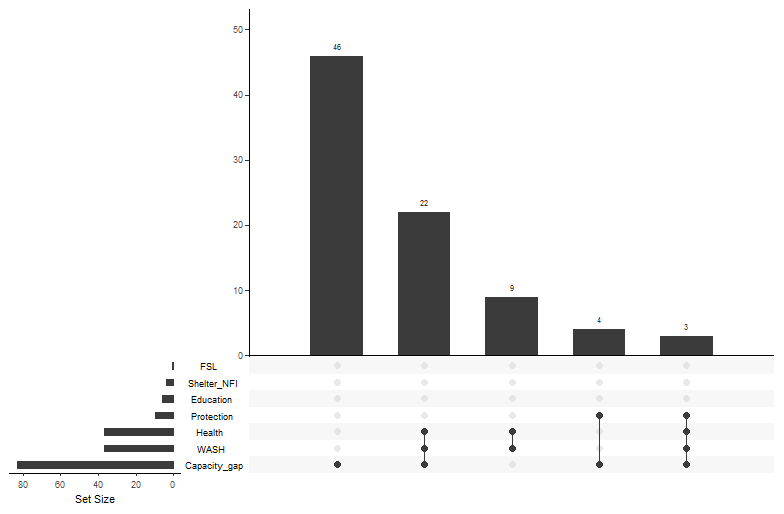 50
46
40
30
22
20
10
9
4
3
0
FSL
Shelter_NFI
Education
Protection
Health
WASH
Capacity_gap
80 60 40 20 0
Set Size